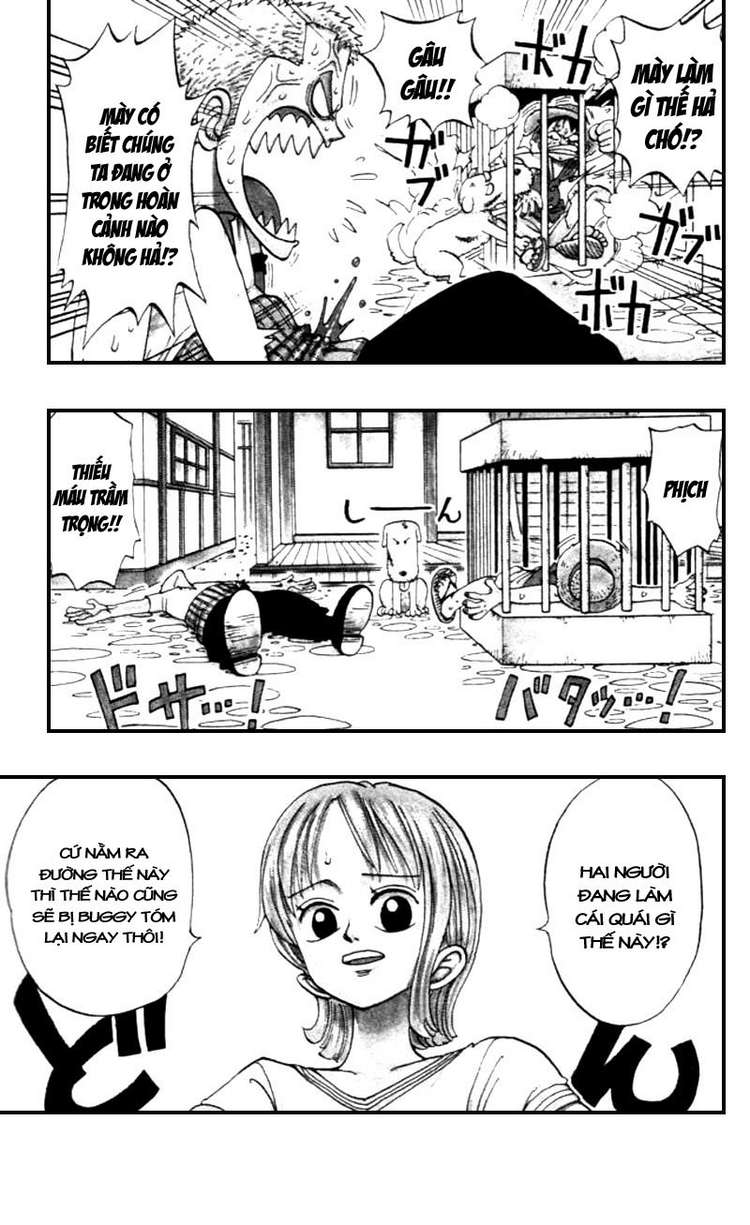 MÀY LÀM
GÌ THẾ HẢ
CHÓ!?
GÂU
GÂU!!
MÀY CÓ
BIẾT CHÚNG
TA ĐANG Ở
TRONG HOÀN
CẢNH NÀO
KHÔNG HẢ!?
ボカ
ボカ
ガブ
ガブ
PHỊCH
THIẾU
MÁU TRẦM
TRỌNG!!
しーん
バタッ…!
ドサ…!
HAI NGƯỜI
ĐANG LÀM
CÁI QUÁI GÌ
THẾ NÀY!?
CỨ NẰM RA
ĐƯỜNG THẾ NÀY
THÌ THẾ NÀO CŨNG
SẼ BỊ BUGGY TÓM
LẠI NGAY THÔI!
どん